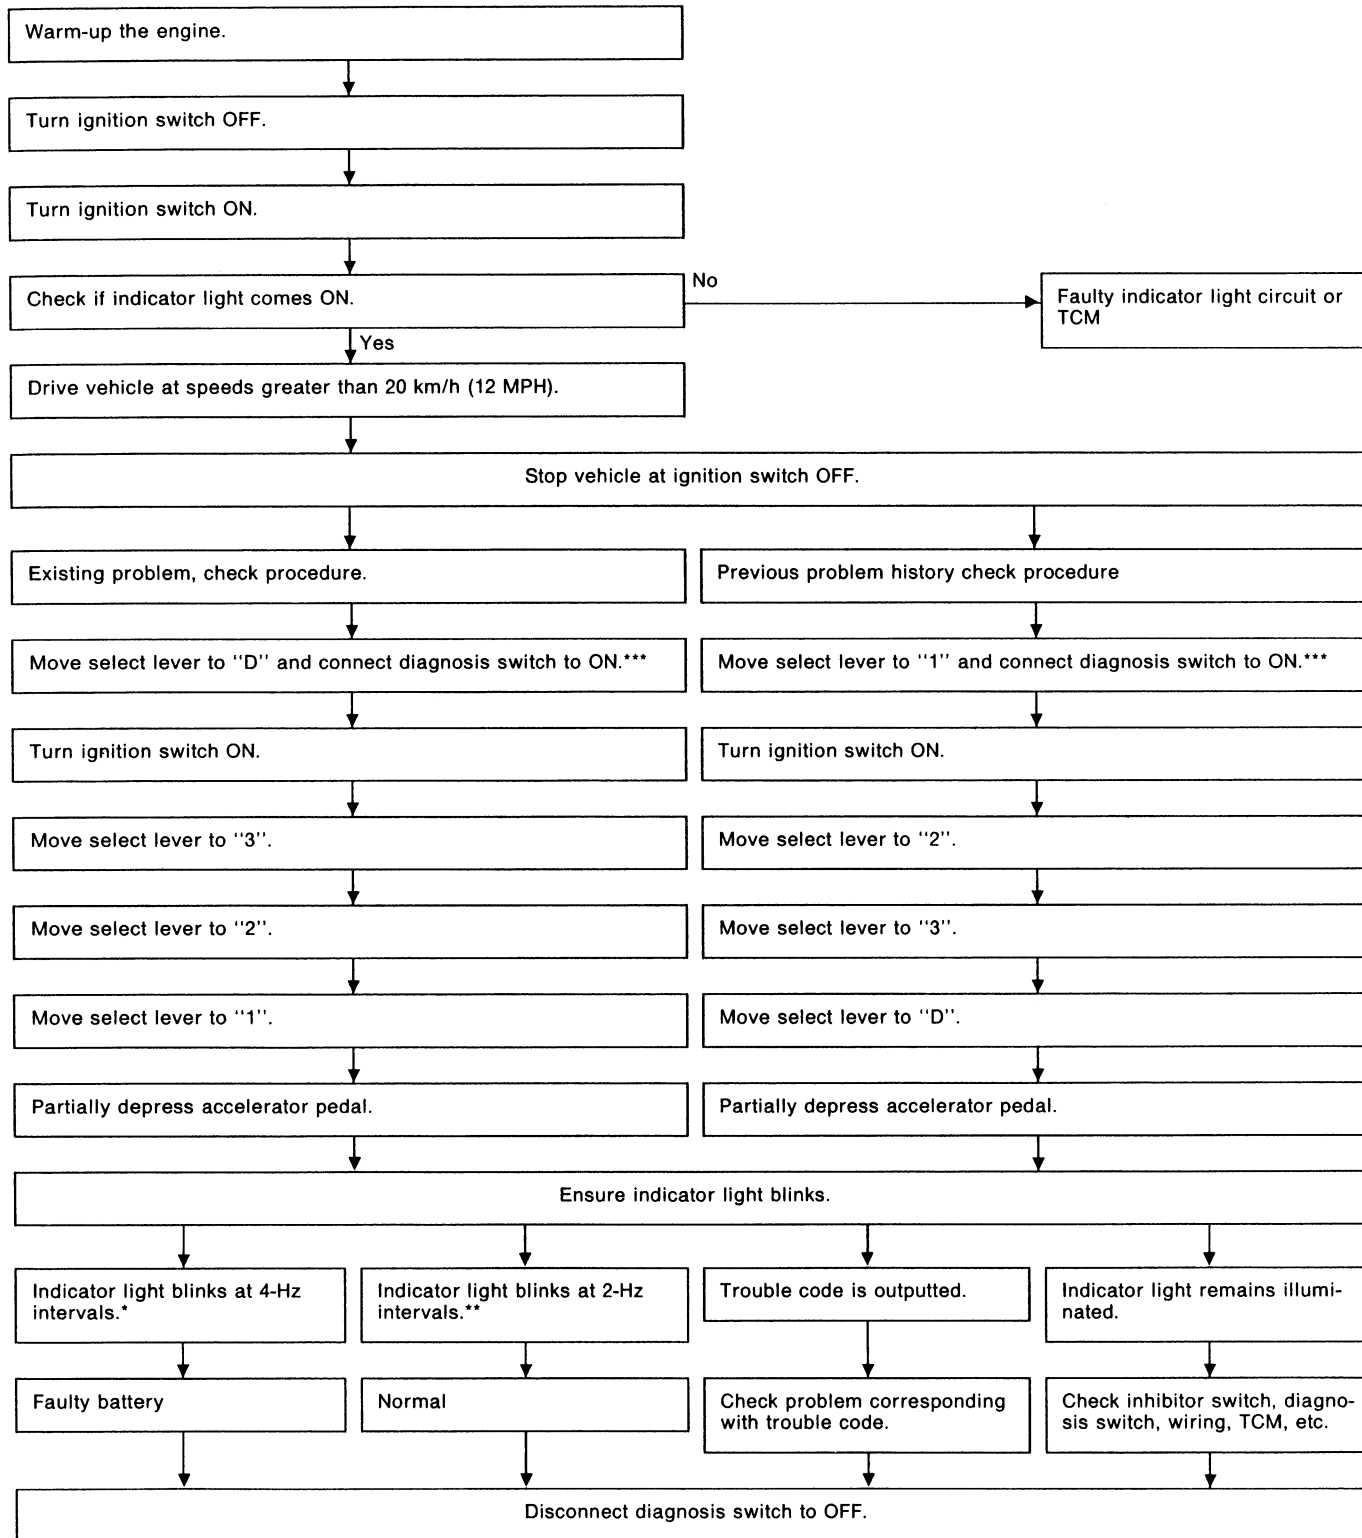 Warm-up the engine.
Turn ignition switch OFF.
Turn ignition switch ON.
Check if indicator light comes ON.
No
Faulty indicator light circuit or
TCM
Yes
Drive vehicle at speeds greater than 20 km/h (12 MPH).
Stop vehicle at ignition switch OFF.
Existing problem, check procedure.
Previous problem history check procedure
Move select lever to "D" and connect diagnosis switch to ON.***
Move select lever to "1" and connect diagnosis switch to ON.***
Turn ignition switch ON.
Turn ignition switch ON.
Move select lever to "3".
Move select lever to "2".
Move select lever to "2".
Move select lever to "3".
Move select lever to "1".
Move select lever to "D".
Partially depress accelerator pedal.
Partially depress accelerator pedal.
Ensure indicator light blinks.
Indicator light blinks at 4-Hz
intervals.*
Indicator light blinks at 2-Hz
intervals.**
Trouble code is outputted.
Indicator light remains illumi-
nated.
Faulty battery
Normal
Check problem corresponding
with trouble code.
Check inhibitor switch, diagno-
sis switch, wiring, TCM, etc.
Disconnect diagnosis switch to OFF.